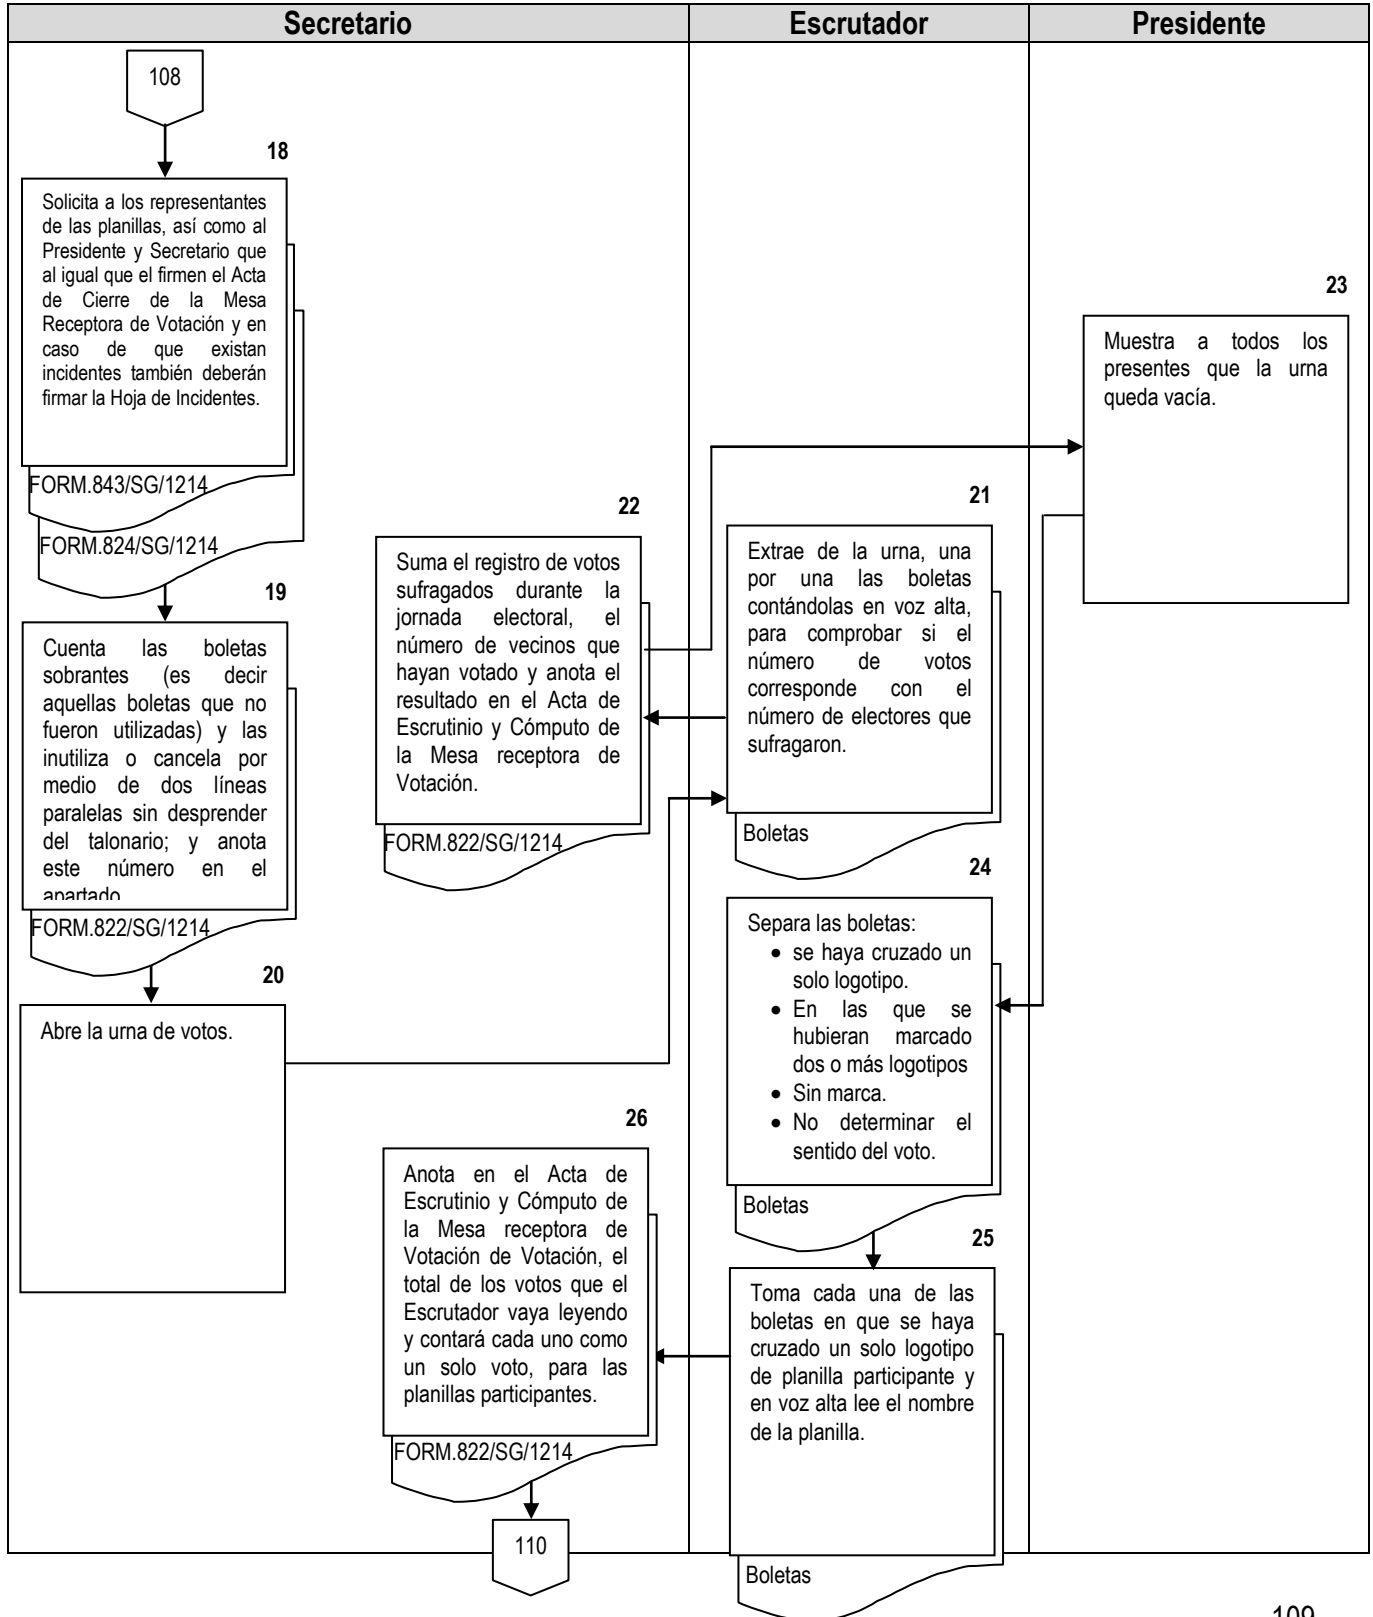 Secretario
Escrutador
Presidente
108
18
Solicita a los representantes
de las planillas, así como al
Presidente y Secretario que
al igual que el firmen el Acta
de Cierre de la Mesa
Receptora de Votación y en
caso de que existan
incidentes también deberán
firmar la Hoja de Incidentes.
FORM.843/SG/1214
FORM.824/SG/1214
19
Cuenta las boletas
sobrantes (es decir
aquellas boletas que no
fueron utilizadas) y las
inutiliza o cancela por
medio de dos líneas
paralelas sin desprender
del talonario; y anota
este número en el
apartado
FORM.822/SG/1214
20
Abre la urna de votos.
21
Extrae de la urna, una
por una las boletas
contándolas en voz alta,
para comprobar si el
número de votos
corresponde con el
número de electores que
sufragaron.
Boletas
22
Suma el registro de votos
sufragados durante la
jornada electoral, el
número de vecinos que
hayan votado y anota el
resultado en el Acta de
Escrutinio y Cómputo de
la Mesa receptora de
Votación.
FORM.822/SG/1214
23
Muestra a todos los
presentes que la urna
queda vacía.
24
Separa las boletas:
• se haya cruzado un
solo logotipo.
• En las que se
hubieran marcado
dos o más logotipos
• Sin marca.
• No determinar el
sentido del voto.
Boletas
25
Toma cada una de las
boletas en que se haya
cruzado un solo logotipo
de planilla participante y
en voz alta lee el nombre
de la planilla.
Boletas
26
Anota en el Acta de
Escrutinio y Cómputo de
la Mesa receptora de
Votación de Votación, el
total de los votos que el
Escrutador vaya leyendo
y contará cada uno como
un solo voto, para las
planillas participantes.
FORM.822/SG/1214
110
109